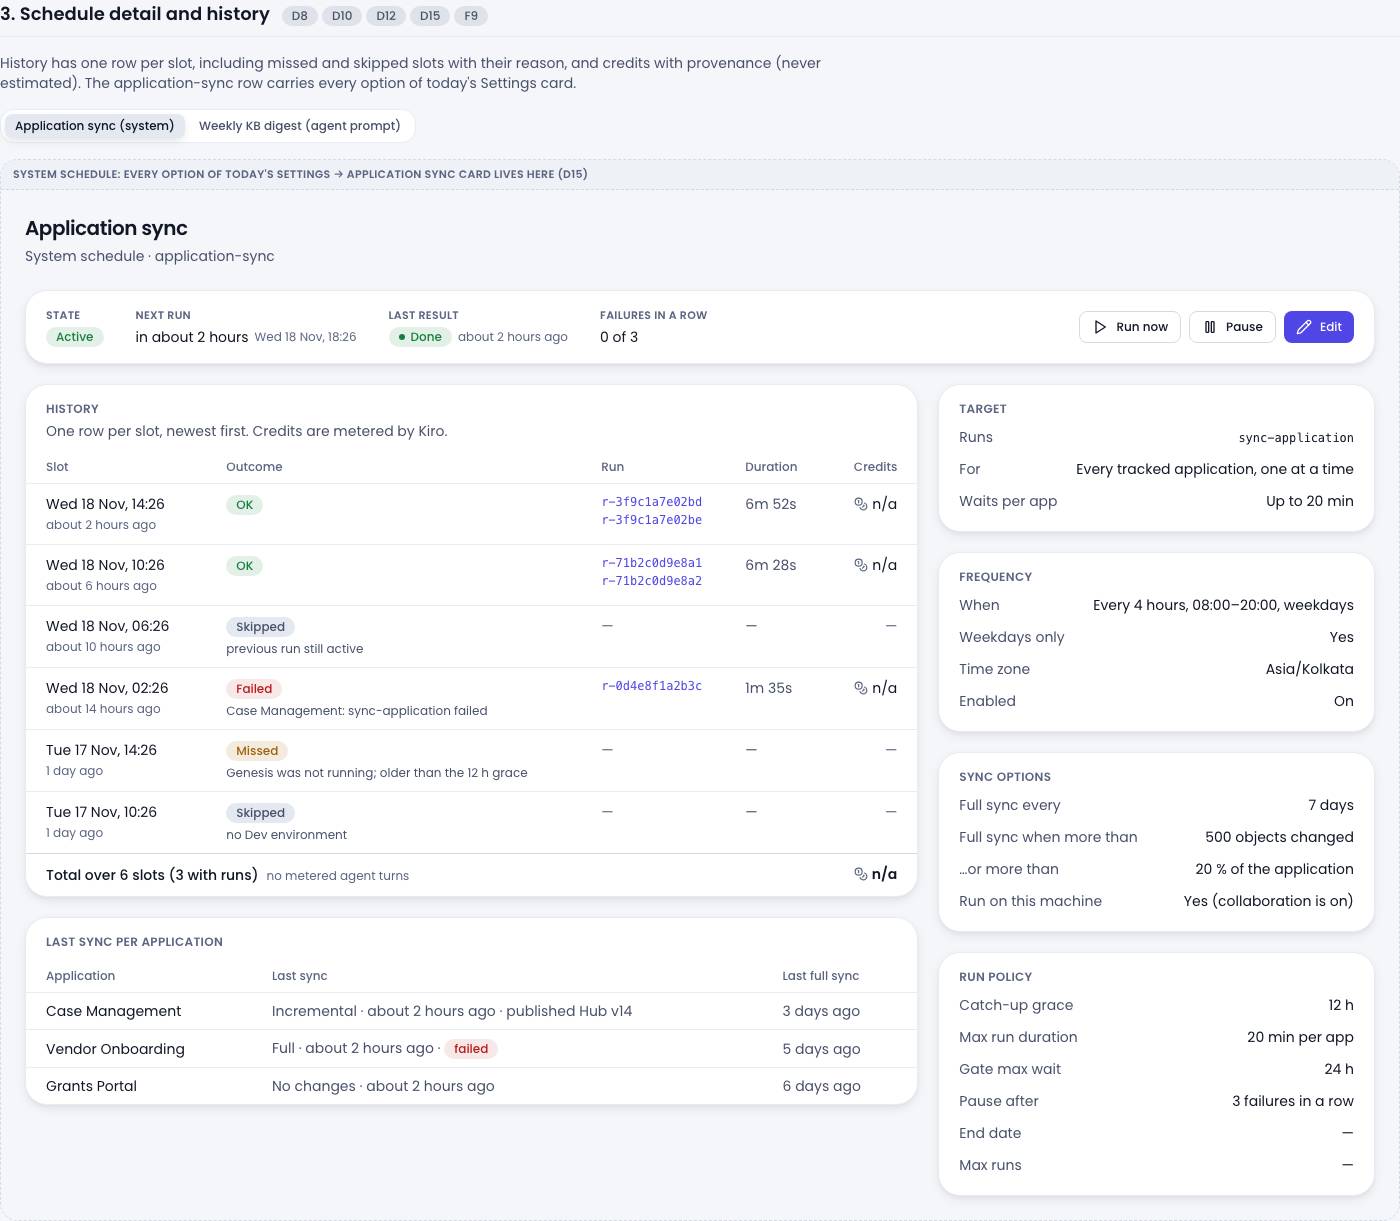 3. Schedule detail and history D8 D10 D12 D15 F9
History has one row per slot, including missed and skipped slots with their reason, and credits with provenance (never
estimated). The application-sync row carries every option of today's Settings card.
Application sync (system) Weekly KB digest (agent prompt)
SYSTEM SCHEDULE: EVERY OPTION OF TODAY'S SETTINGS → APPLICATION SYNC CARD LIVES HERE (D15)
Application sync
System schedule · application-sync
STATE NEXT RUN LAST RESULT FAILURES IN A ROW
Active in about 2 hours Wed 18 Nov, 18:26 Done about 2 hours ago 0 of 3
Run now Pause Edit
HISTORY
One row per slot, newest first. Credits are metered by Kiro.
Slot Outcome Run Duration Credits
Wed 18 Nov, 14:26 OK r-3f9c1a7e02bd 6m 52s n/a
about 2 hours ago r-3f9c1a7e02be
Wed 18 Nov, 10:26 OK r-71b2c0d9e8a1 6m 28s n/a
about 6 hours ago r-71b2c0d9e8a2
Wed 18 Nov, 06:26 Skipped — — —
about 10 hours ago previous run still active
Wed 18 Nov, 02:26 Failed r-0d4e8f1a2b3c 1m 35s n/a
about 14 hours ago Case Management: sync-application failed
Tue 17 Nov, 14:26 Missed — — —
1 day ago Genesis was not running; older than the 12 h grace
Tue 17 Nov, 10:26 Skipped — — —
1 day ago no Dev environment
Total over 6 slots (3 with runs) no metered agent turns n/a
LAST SYNC PER APPLICATION
Application Last sync Last full sync
Case Management Incremental · about 2 hours ago · published Hub v14 3 days ago
Vendor Onboarding Full · about 2 hours ago · failed 5 days ago
Grants Portal No changes · about 2 hours ago 6 days ago
TARGET
Runs sync-application
For Every tracked application, one at a time
Waits per app Up to 20 min
FREQUENCY
When Every 4 hours, 08:00–20:00, weekdays
Weekdays only Yes
Time zone Asia/Kolkata
Enabled On
SYNC OPTIONS
Full sync every 7 days
Full sync when more than 500 objects changed
…or more than 20 % of the application
Run on this machine Yes (collaboration is on)
RUN POLICY
Catch-up grace 12 h
Max run duration 20 min per app
Gate max wait 24 h
Pause after 3 failures in a row
End date —
Max runs —